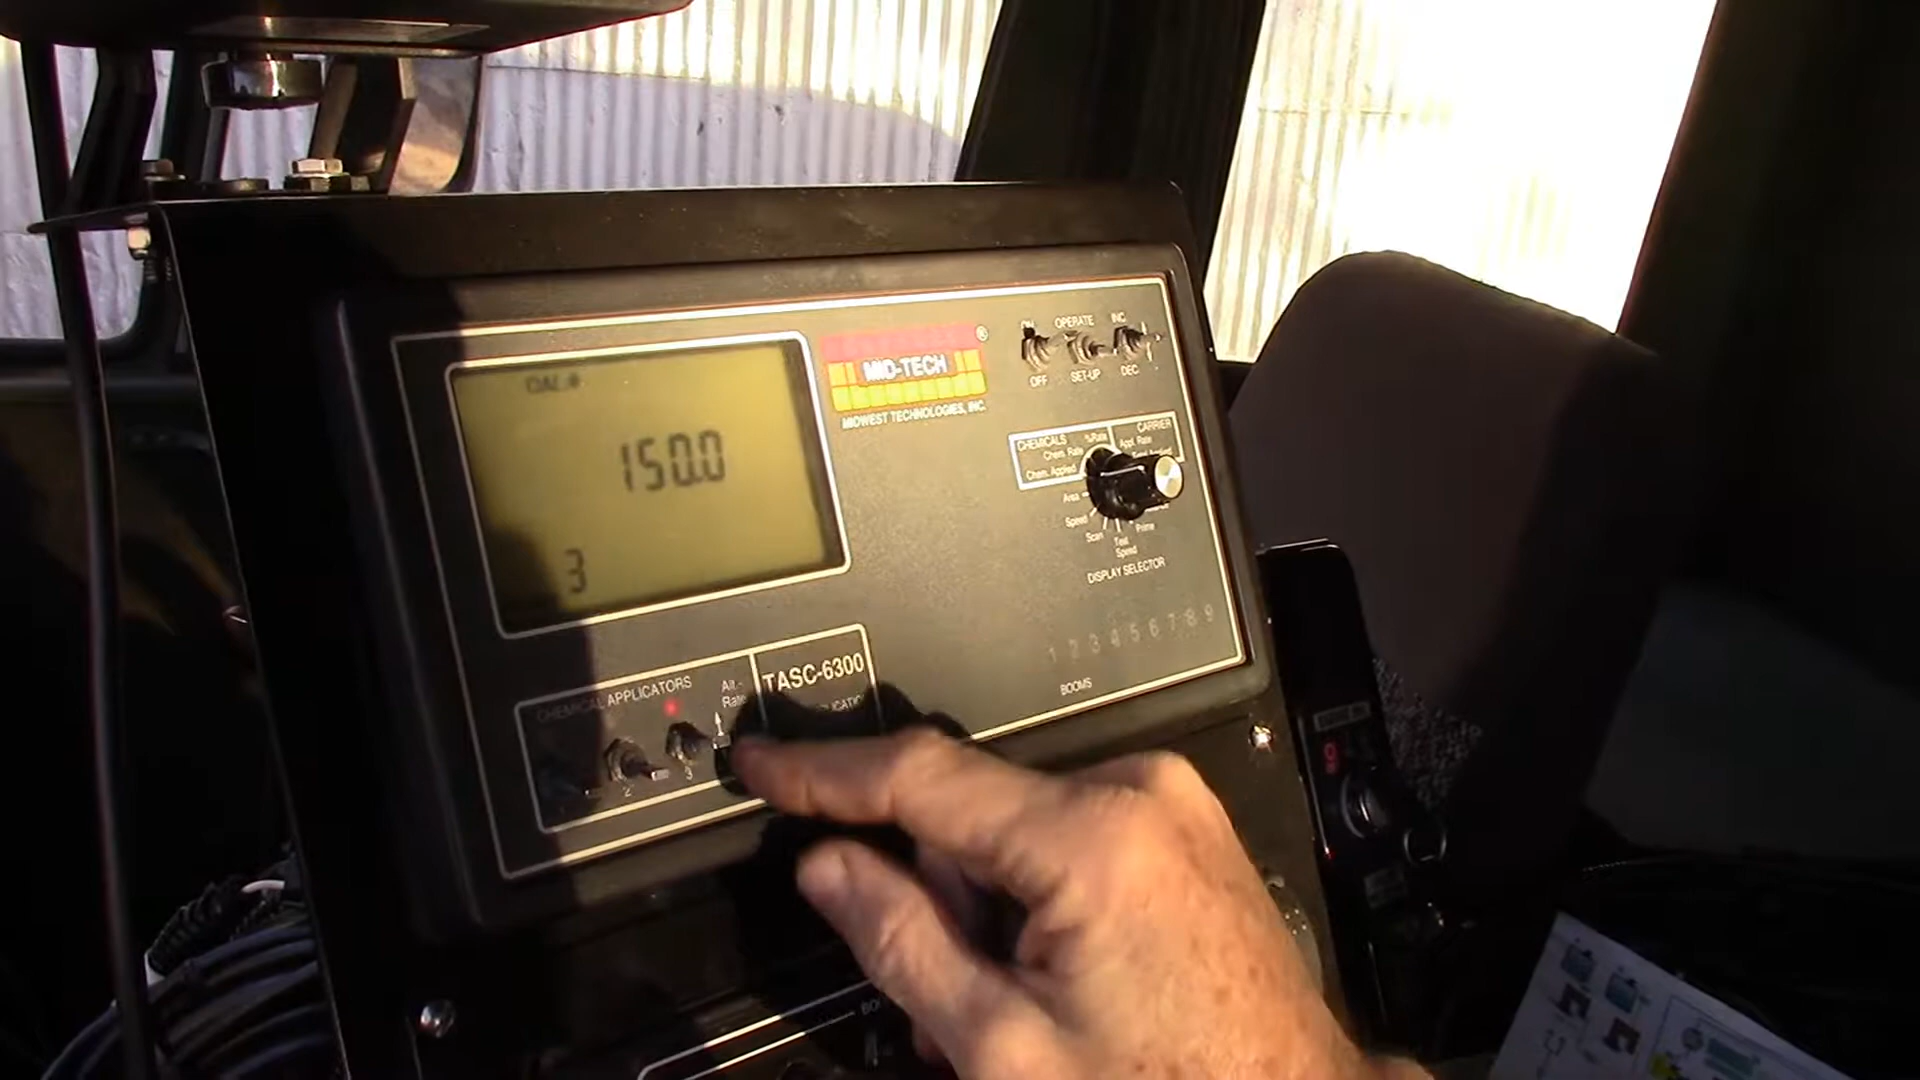 CAL#
150.0
3
MID-TECH
®
MIDWEST TECHNOLOGIES, INC.
ON OPERATE INC
OFF SET-UP DEC
CHEMICALS
%Rate
CARRIER
Chem. Rate
Appl. Rate
Chem. Applied
Area
Speed
Scan
Test
Speed
Prime
DISPLAY SELECTOR
1 2 3 4 5 6 7 8 9
BOOMS
CHEMICAL APPLICATORS
Alt.-
Rate
2
3
TASC-6300